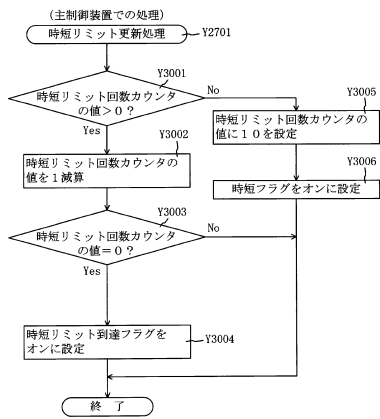 (主制御装置での処理)
時短リミット更新処理
Y2701
Y3001
時短リミット回数カウンタ
の値>0?
No
Yes
Y3005
時短リミット回数カウンタの
値に10を設定
Y3002
時短リミット回数カウンタの
値を1減算
Y3006
時短フラグをオンに設定
Y3003
時短リミット回数カウンタ
の値=0?
No
Yes
時短リミット到達フラグを
オンに設定
Y3004
終了